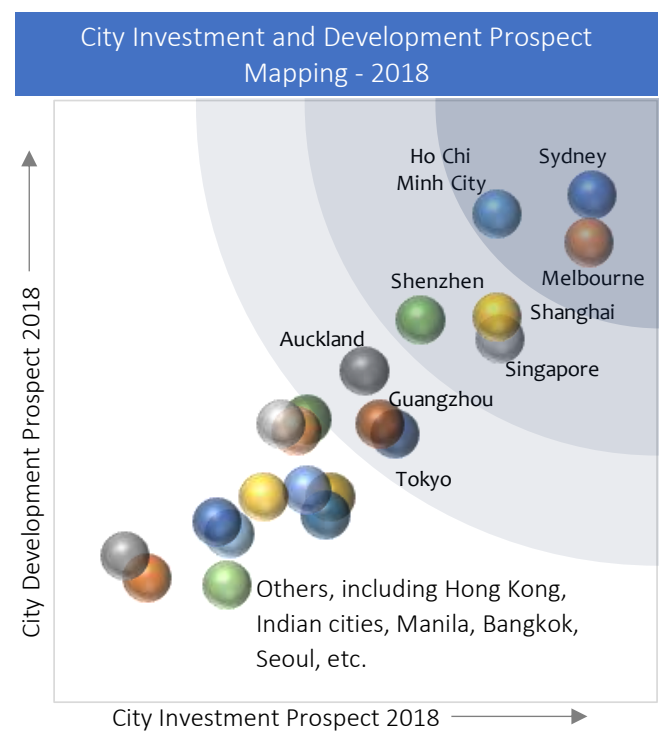 City Investment and Development Prospect
Mapping - 2018
Ho Chi
Minh City
Sydney
Melbourne
Shenzhen
Shanghai
Singapore
Auckland
Guangzhou
Tokyo
Others, including Hong Kong,
Indian cities, Manila, Bangkok,
Seoul, etc.
City Development Prospect 2018
City Investment Prospect 2018